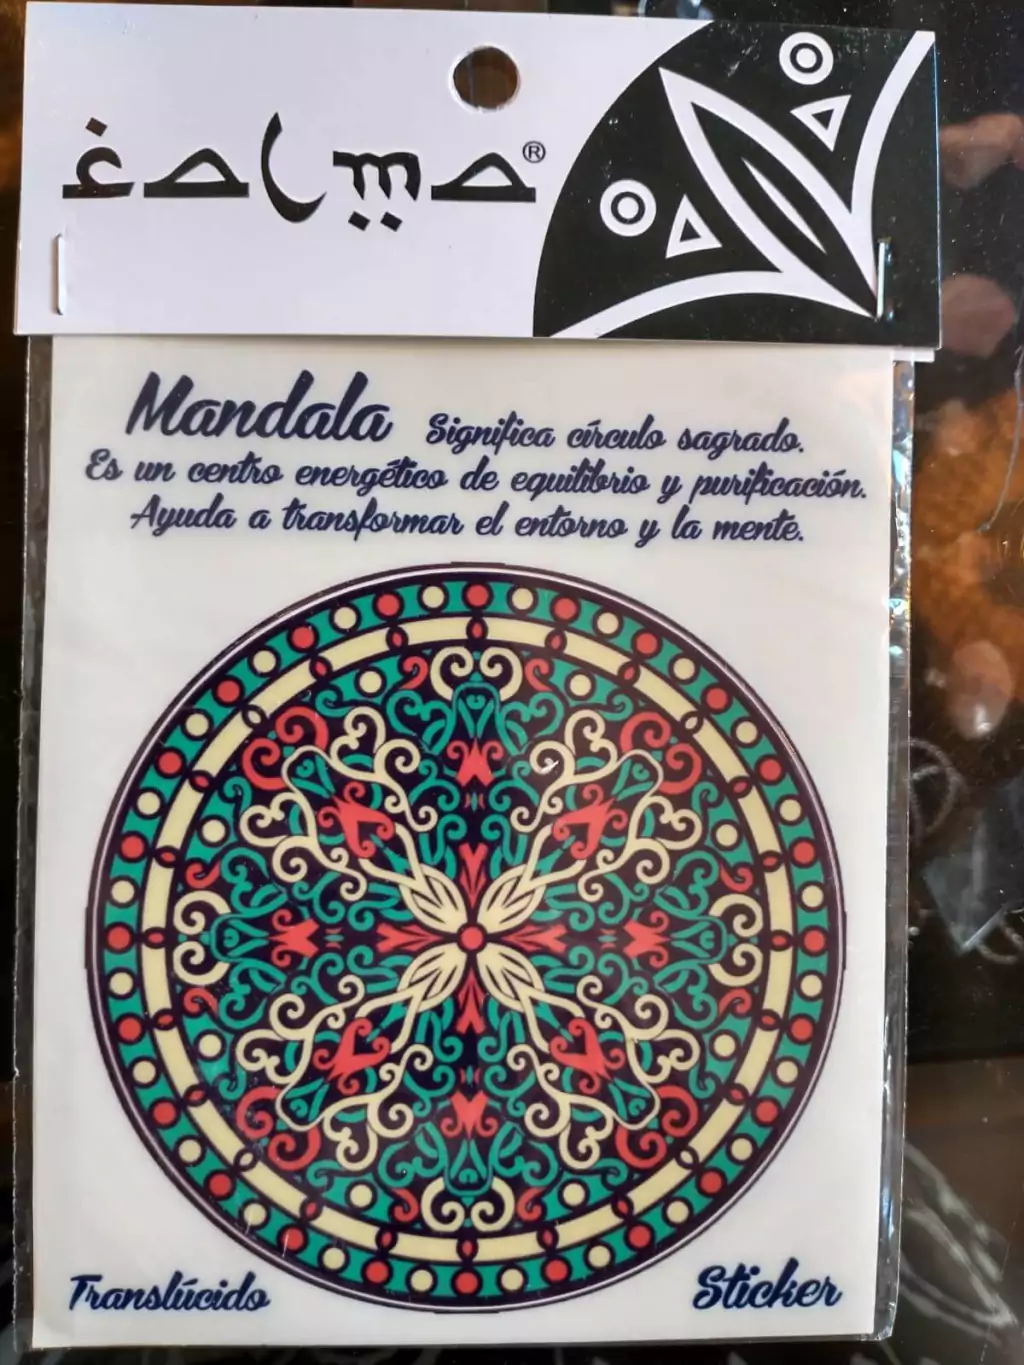 calma®
Mandala Significa círculo sagrado.
Es un centro energético de equilibrio y purificación.
Ayuda a transformar el entorno y la mente.
Translúcido
Sticker